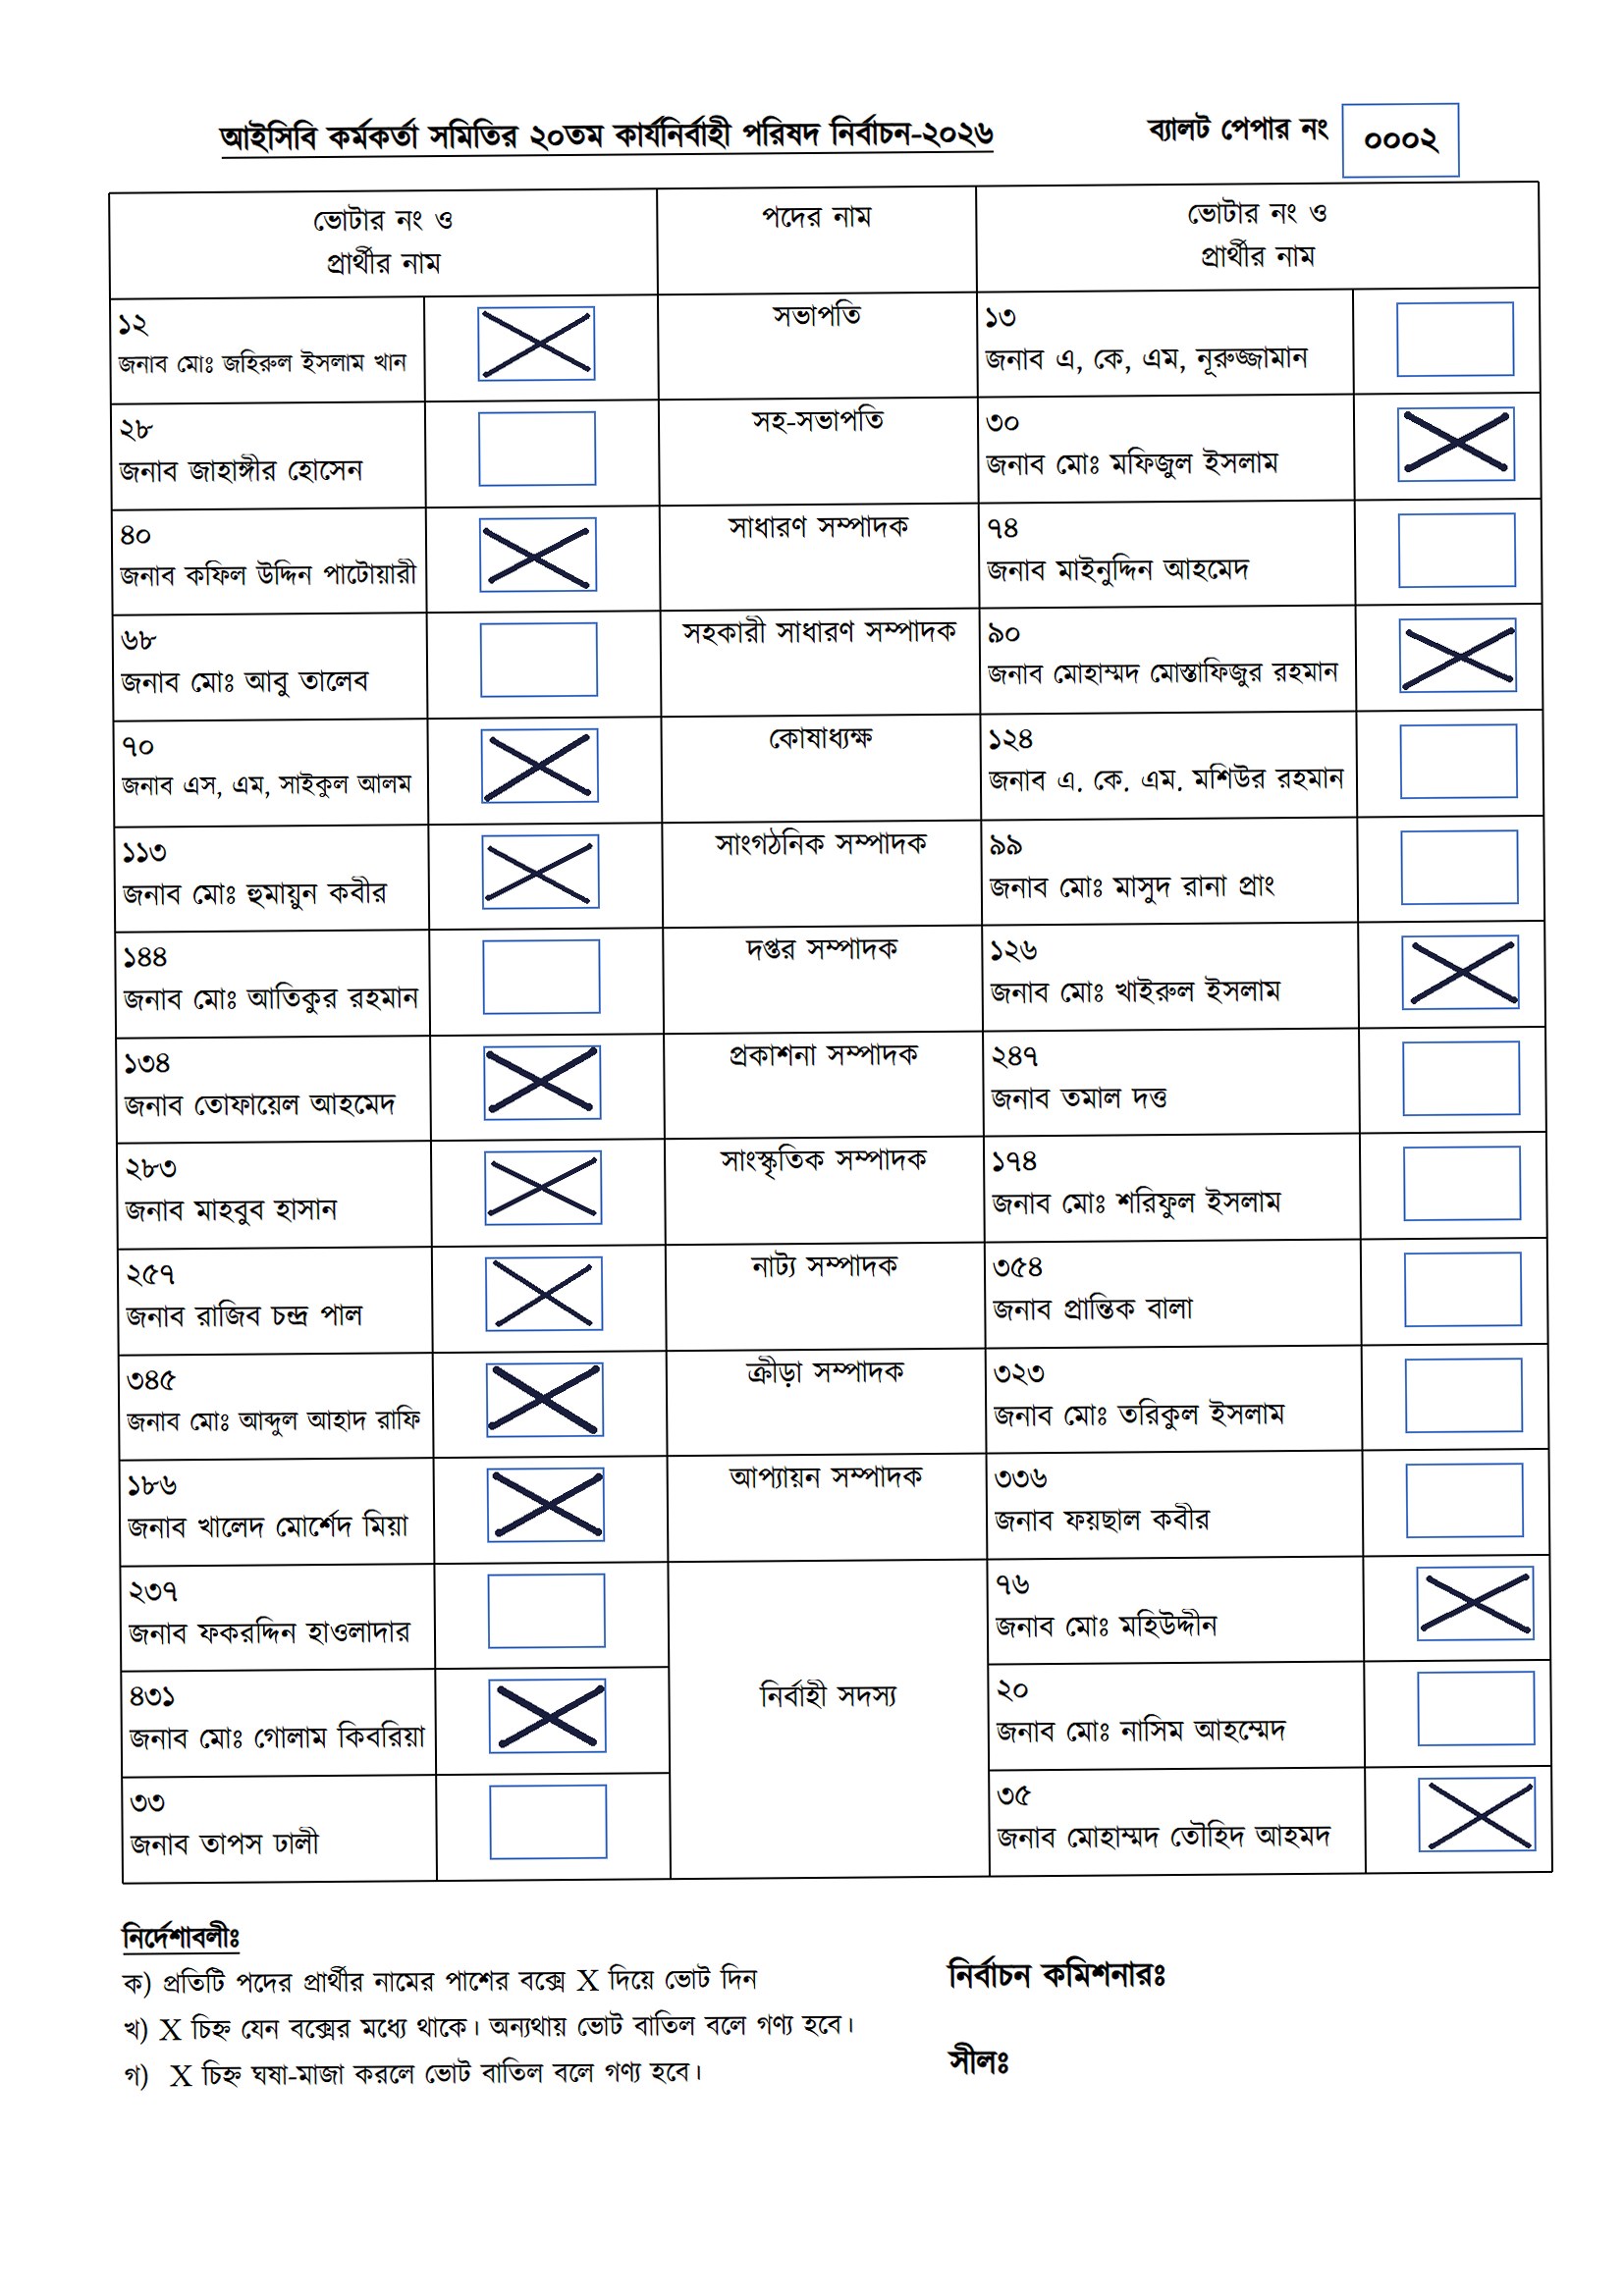 আইসিবি কর্মকর্তা সমিতির ২০তম কার্যনির্বাহী পরিষদ নির্বাচন-২০২৬ ব্যালট পেপার নং ০০০২
ভোটার নং ও
প্রার্থীর নাম
পদের নাম
ভোটার নং ও
প্রার্থীর নাম
১২
জনাব মোঃ জহিরুল ইসলাম খান
সভাপতি
১৩
জনাব এ, কে, এম, নূরুজ্জামান
২৮
জনাব জাহাঙ্গীর হোসেন
সহ-সভাপতি
৩০
জনাব মোঃ মফিজুল ইসলাম
৪০
জনাব কফিল উদ্দিন পাটোয়ারী
সাধারণ সম্পাদক
৭৪
জনাব মাইনুদ্দিন আহমেদ
৬৮
জনাব মোঃ আবু তালেব
সহকারী সাধারণ সম্পাদক
৯০
জনাব মোহাম্মদ মোস্তাফিজুর রহমান
৭০
জনাব এস, এম, সাইকুল আলম
কোষাধ্যক্ষ
১২৪
জনাব এ. কে. এম. মশিউর রহমান
১১৩
জনাব মোঃ হুমায়ুন কবীর
সাংগঠনিক সম্পাদক
৯৯
জনাব মোঃ মাসুদ রানা প্রাং
১৪৪
জনাব মোঃ আতিকুর রহমান
দপ্তর সম্পাদক
১২৬
জনাব মোঃ খাইরুল ইসলাম
১৩৪
জনাব তোফায়েল আহমেদ
প্রকাশনা সম্পাদক
২৪৭
জনাব তমাল দত্ত
২৮৩
জনাব মাহবুব হাসান
সাংস্কৃতিক সম্পাদক
১৭৪
জনাব মোঃ শরিফুল ইসলাম
২৫৭
জনাব রাজিব চন্দ্র পাল
নাট্য সম্পাদক
৩৫৪
জনাব প্রান্তিক বালা
৩৪৫
জনাব মোঃ আব্দুল আহাদ রাফি
ক্রীড়া সম্পাদক
৩২৩
জনাব মোঃ তরিকুল ইসলাম
১৮৬
জনাব খালেদ মোর্শেদ মিয়া
আপ্যায়ন সম্পাদক
৩৩৬
জনাব ফয়ছাল কবীর
২৩৭
জনাব ফকরদ্দিন হাওলাদার
৭৬
জনাব মোঃ মহিউদ্দীন
৪৩১
জনাব মোঃ গোলাম কিবরিয়া
নির্বাহী সদস্য
২০
জনাব মোঃ নাসিম আহম্মেদ
৩৩
জনাব তাপস ঢালী
৩৫
জনাব মোহাম্মদ তৌহিদ আহমদ
নির্দেশাবলীঃ
ক) প্রতিটি পদের প্রার্থীর নামের পাশের বক্সে X দিয়ে ভোট দিন
খ) X চিহ্ন যেন বক্সের মধ্যে থাকে। অন্যথায় ভোট বাতিল বলে গণ্য হবে।
গ) X চিহ্ন ঘষা-মাজা করলে ভোট বাতিল বলে গণ্য হবে।
নির্বাচন কমিশনারঃ
সীলঃ